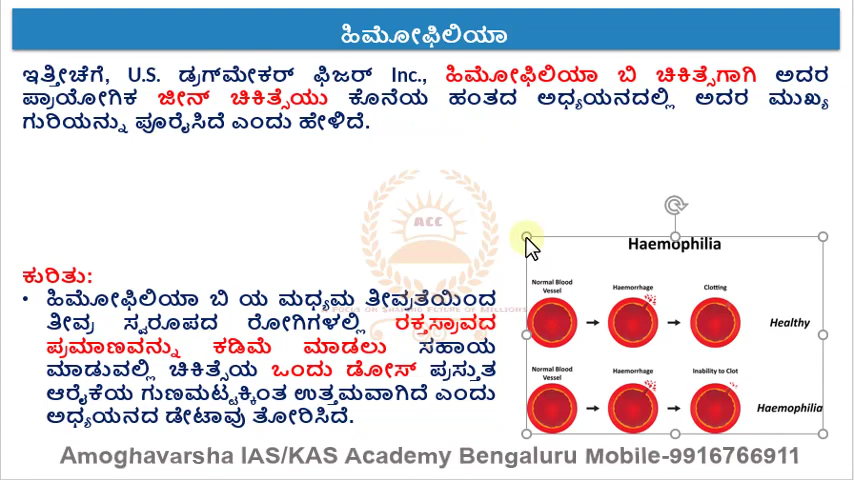 ಹಿಮೋಫಿಲಿಯಾ
ಇತ್ತೀಚೆಗೆ, U.S. ಡ್ರಗ್‌ಮೇಕರ್ ಫಿಜರ್ Inc., ಹಿಮೋಫಿಲಿಯಾ ಬಿ ಚಿಕಿತ್ಸೆಗಾಗಿ ಅದರ
ಪ್ರಾಯೋಗಿಕ ಜೀನ್ ಚಿಕಿತ್ಸೆಯು ಕೊನೆಯ ಹಂತದ ಅಧ್ಯಯನದಲ್ಲಿ ಅದರ ಮುಖ್ಯ
ಗುರಿಯನ್ನು ಪೂರೈಸಿದೆ ಎಂದು ಹೇಳಿದೆ.
ACC
ಕುರಿತು:
• ಹಿಮೋಫಿಲಿಯಾ ಬಿ ಯ ಮಧ್ಯಮ ತೀವ್ರತೆಯಿಂದ
ತೀವ್ರ ಸ್ವರೂಪದ ರೋಗಿಗಳಲ್ಲಿ ರಕ್ತಸ್ರಾವದ
ಪ್ರಮಾಣವನ್ನು ಕಡಿಮೆ ಮಾಡಲು ಸಹಾಯ
ಮಾಡುವಲ್ಲಿ ಚಿಕಿತ್ಸೆಯ ಒಂದು ಡೋಸ್ ಪ್ರಸ್ತುತ
ಆರೈಕೆಯ ಗುಣಮಟ್ಟಕ್ಕಿಂತ ಉತ್ತಮವಾಗಿದೆ ಎಂದು
ಅಧ್ಯಯನದ ಡೇಟಾವು ತೋರಿಸಿದೆ.
Haemophilia
Normal Blood Vessel
Haemorrhage
Clotting
Healthy
Normal Blood Vessel
Haemorrhage
Inability to Clot
Haemophilia
Amoghavarsha IAS/KAS Academy Bengaluru Mobile-9916766911